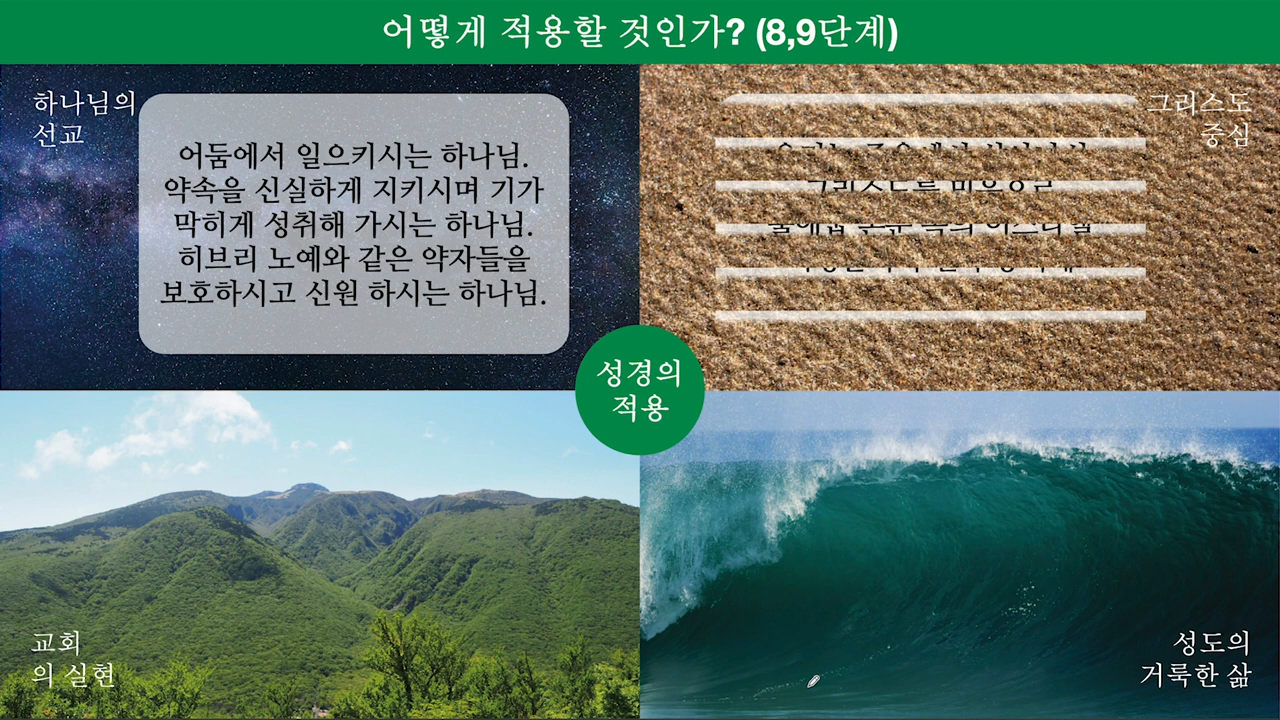 어떻게 적용할 것인가? (8,9단계)
하나님의
선교
어둠에서 일으키시는 하나님.
약속을 신실하게 지키시며 기가
막히게 성취해 가시는 하나님.
히브리 노예와 같은 약자들을
보호하시고 신원 하시는 하나님.
그리스도
중심
성경의
적용
교회
의 실현
성도의
거룩한 삶